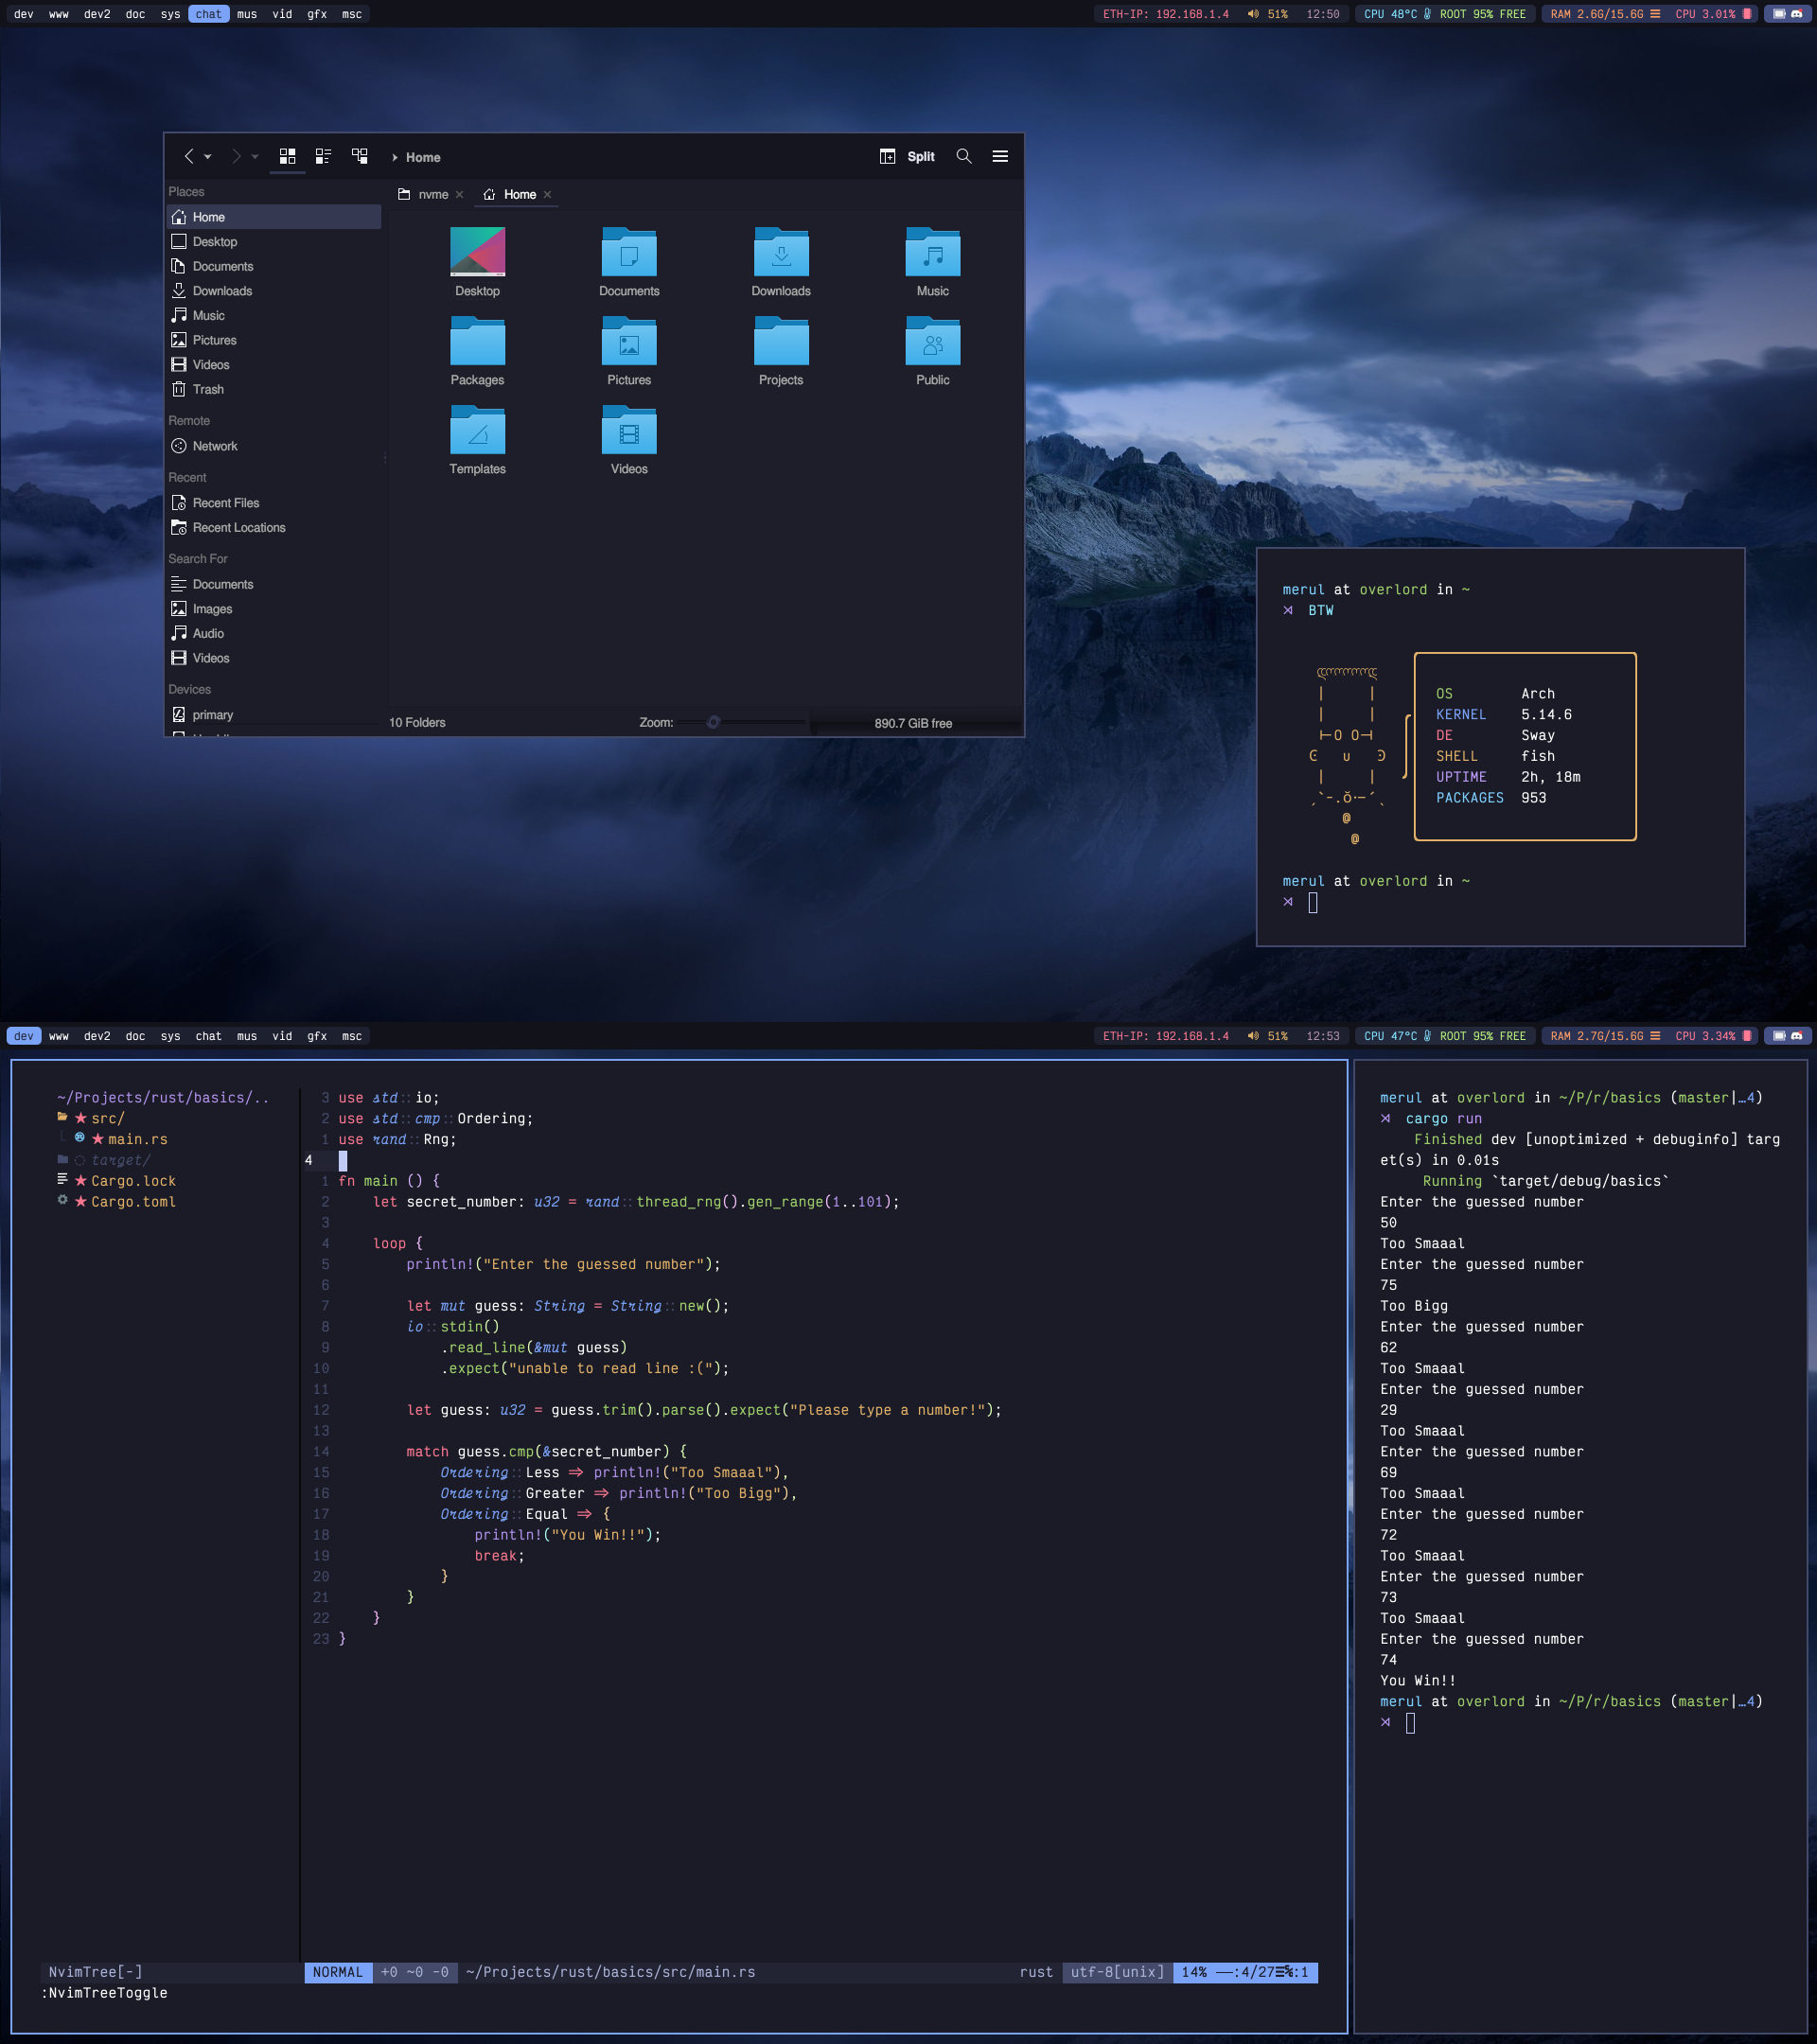 dev www dev2 doc sys chat mus vid gfx msc
ETH-IP: 192.168.1.4 51% 12:50 CPU 48°C ROOT 95% FREE RAM 2.6G/15.6G CPU 3.01%
Home
Split
Places
Home
Desktop
Documents
Downloads
Music
Pictures
Videos
Trash
Remote
Network
Recent
Recent Files
Recent Locations
Search For
Documents
Images
Audio
Videos
Devices
primary
nvme
Home
Desktop Documents Downloads Music
Packages Pictures Projects Public
Templates Videos
10 Folders
Zoom:
890.7 GiB free
merul at overlord in ~
⋊ BTW
OS Arch
KERNEL 5.14.6
DE Sway
SHELL fish
UPTIME 2h, 18m
PACKAGES 953
merul at overlord in ~
⋊
dev www dev2 doc sys chat mus vid gfx msc
ETH-IP: 192.168.1.4 51% 12:53 CPU 47°C ROOT 95% FREE RAM 2.7G/15.6G CPU 3.34%
~/Projects/rust/basics/..
★ src/
★ main.rs
target/
★ Cargo.lock
★ Cargo.toml
3 use std::io;
2 use std::cmp::Ordering;
1 use rand::Rng;
4
1 fn main () {
2 let secret_number: u32 = rand::thread_rng().gen_range(1..101);
3
4 loop {
5 println!("Enter the guessed number");
6
7 let mut guess: String = String::new();
8 io::stdin()
9 .read_line(&mut guess)
10 .expect("unable to read line :(");
11
12 let guess: u32 = guess.trim().parse().expect("Please type a number!");
13
14 match guess.cmp(&secret_number) {
15 Ordering::Less => println!("Too Smaaal"),
16 Ordering::Greater => println!("Too Bigg"),
17 Ordering::Equal => {
18 println!("You Win!!");
19 break;
20 }
21 }
22 }
23 }
NvimTree[-]
NORMAL +0 ~0 -0 ~/Projects/rust/basics/src/main.rs rust utf-8[unix] 14% :4/27 :1
:NvimTreeToggle
merul at overlord in ~/P/r/basics (master|…4)
⋊ cargo run
Finished dev [unoptimized + debuginfo] targ
et(s) in 0.01s
Running `target/debug/basics`
Enter the guessed number
50
Too Smaaal
Enter the guessed number
75
Too Bigg
Enter the guessed number
62
Too Smaaal
Enter the guessed number
29
Too Smaaal
Enter the guessed number
69
Too Smaaal
Enter the guessed number
72
Too Smaaal
Enter the guessed number
73
Too Smaaal
Enter the guessed number
74
You Win!!
merul at overlord in ~/P/r/basics (master|…4)
⋊